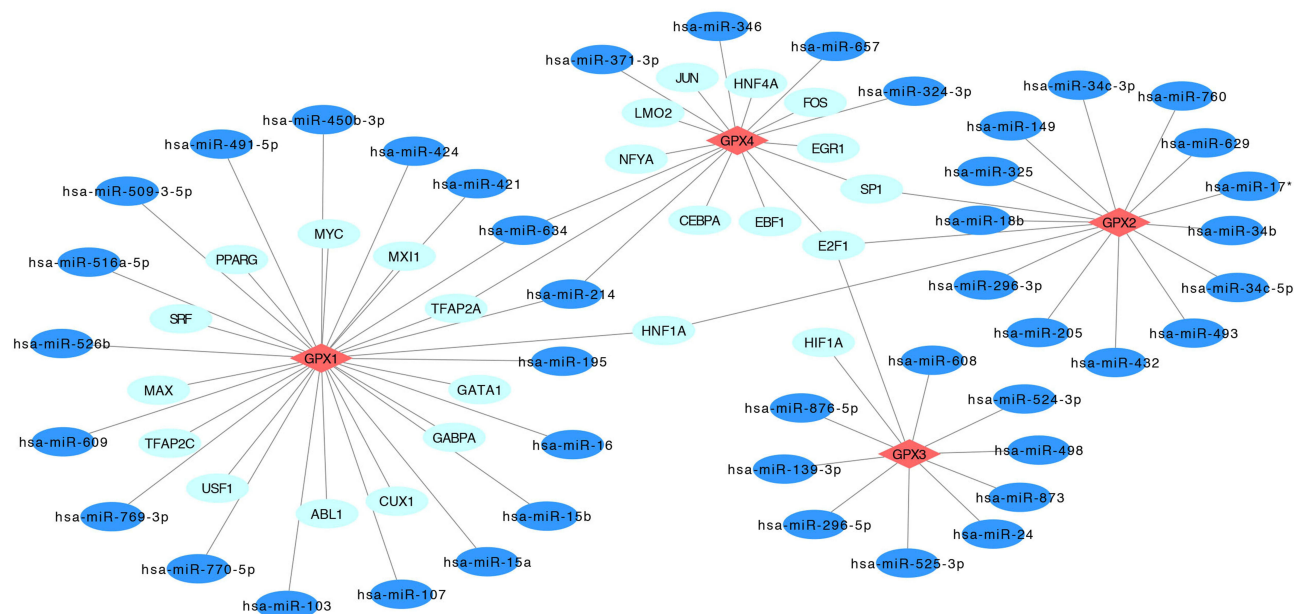 hsa-miR-346
hsa-miR-657
hsa-miR-371-3p
JUN
HNF4A
hsa-miR-34c-3p
hsa-miR-760
hsa-miR-324-3p
FOS
LMO2
hsa-miR-450b-3p
hsa-miR-149
GPX4
hsa-miR-629
hsa-miR-491-5p
hsa-miR-424
EGR1
NFYA
hsa-miR-325
hsa-miR-421
SP1
hsa-miR-17*
hsa-miR-509-3-5p
CEBPA
EBF1
hsa-miR-18b
GPX2
hsa-miR-34b
MYC
hsa-miR-634
E2F1
MXI1
PPARG
hsa-miR-516a-5p
hsa-miR-296-3p
hsa-miR-34c-5p
hsa-miR-214
TFAP2A
SRF
HNF1A
hsa-miR-205
hsa-miR-493
hsa-miR-526b
HIF1A
GPX1
hsa-miR-195
hsa-miR-608
hsa-miR-432
MAX
GATA1
hsa-miR-524-3p
hsa-miR-876-5p
hsa-miR-609
TFAP2C
GABPA
hsa-miR-16
hsa-miR-498
GPX3
hsa-miR-139-3p
USF1
CUX1
hsa-miR-873
ABL1
hsa-miR-769-3p
hsa-miR-15b
hsa-miR-296-5p
hsa-miR-24
hsa-miR-15a
hsa-miR-525-3p
hsa-miR-770-5p
hsa-miR-107
hsa-miR-103